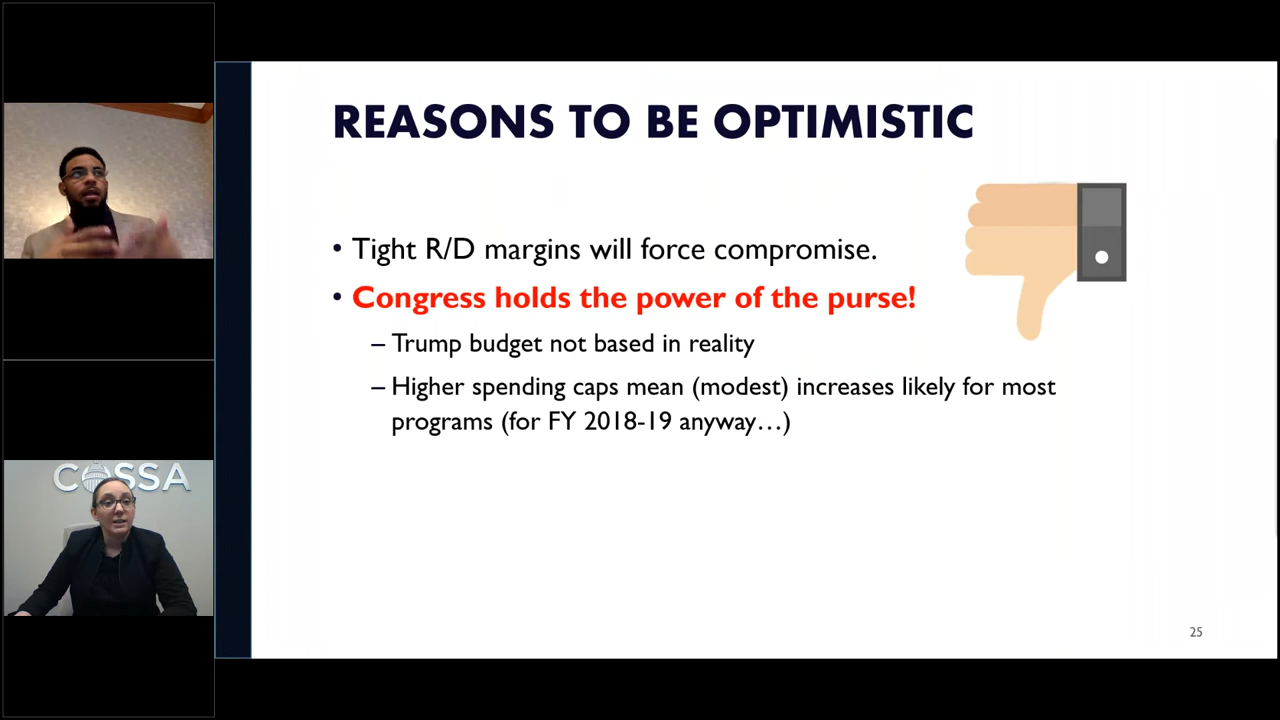 REASONS TO BE OPTIMISTIC
• Tight R/D margins will force compromise.
• Congress holds the power of the purse!
– Trump budget not based in reality
– Higher spending caps mean (modest) increases likely for most
programs (for FY 2018-19 anyway…)
COSSA
25